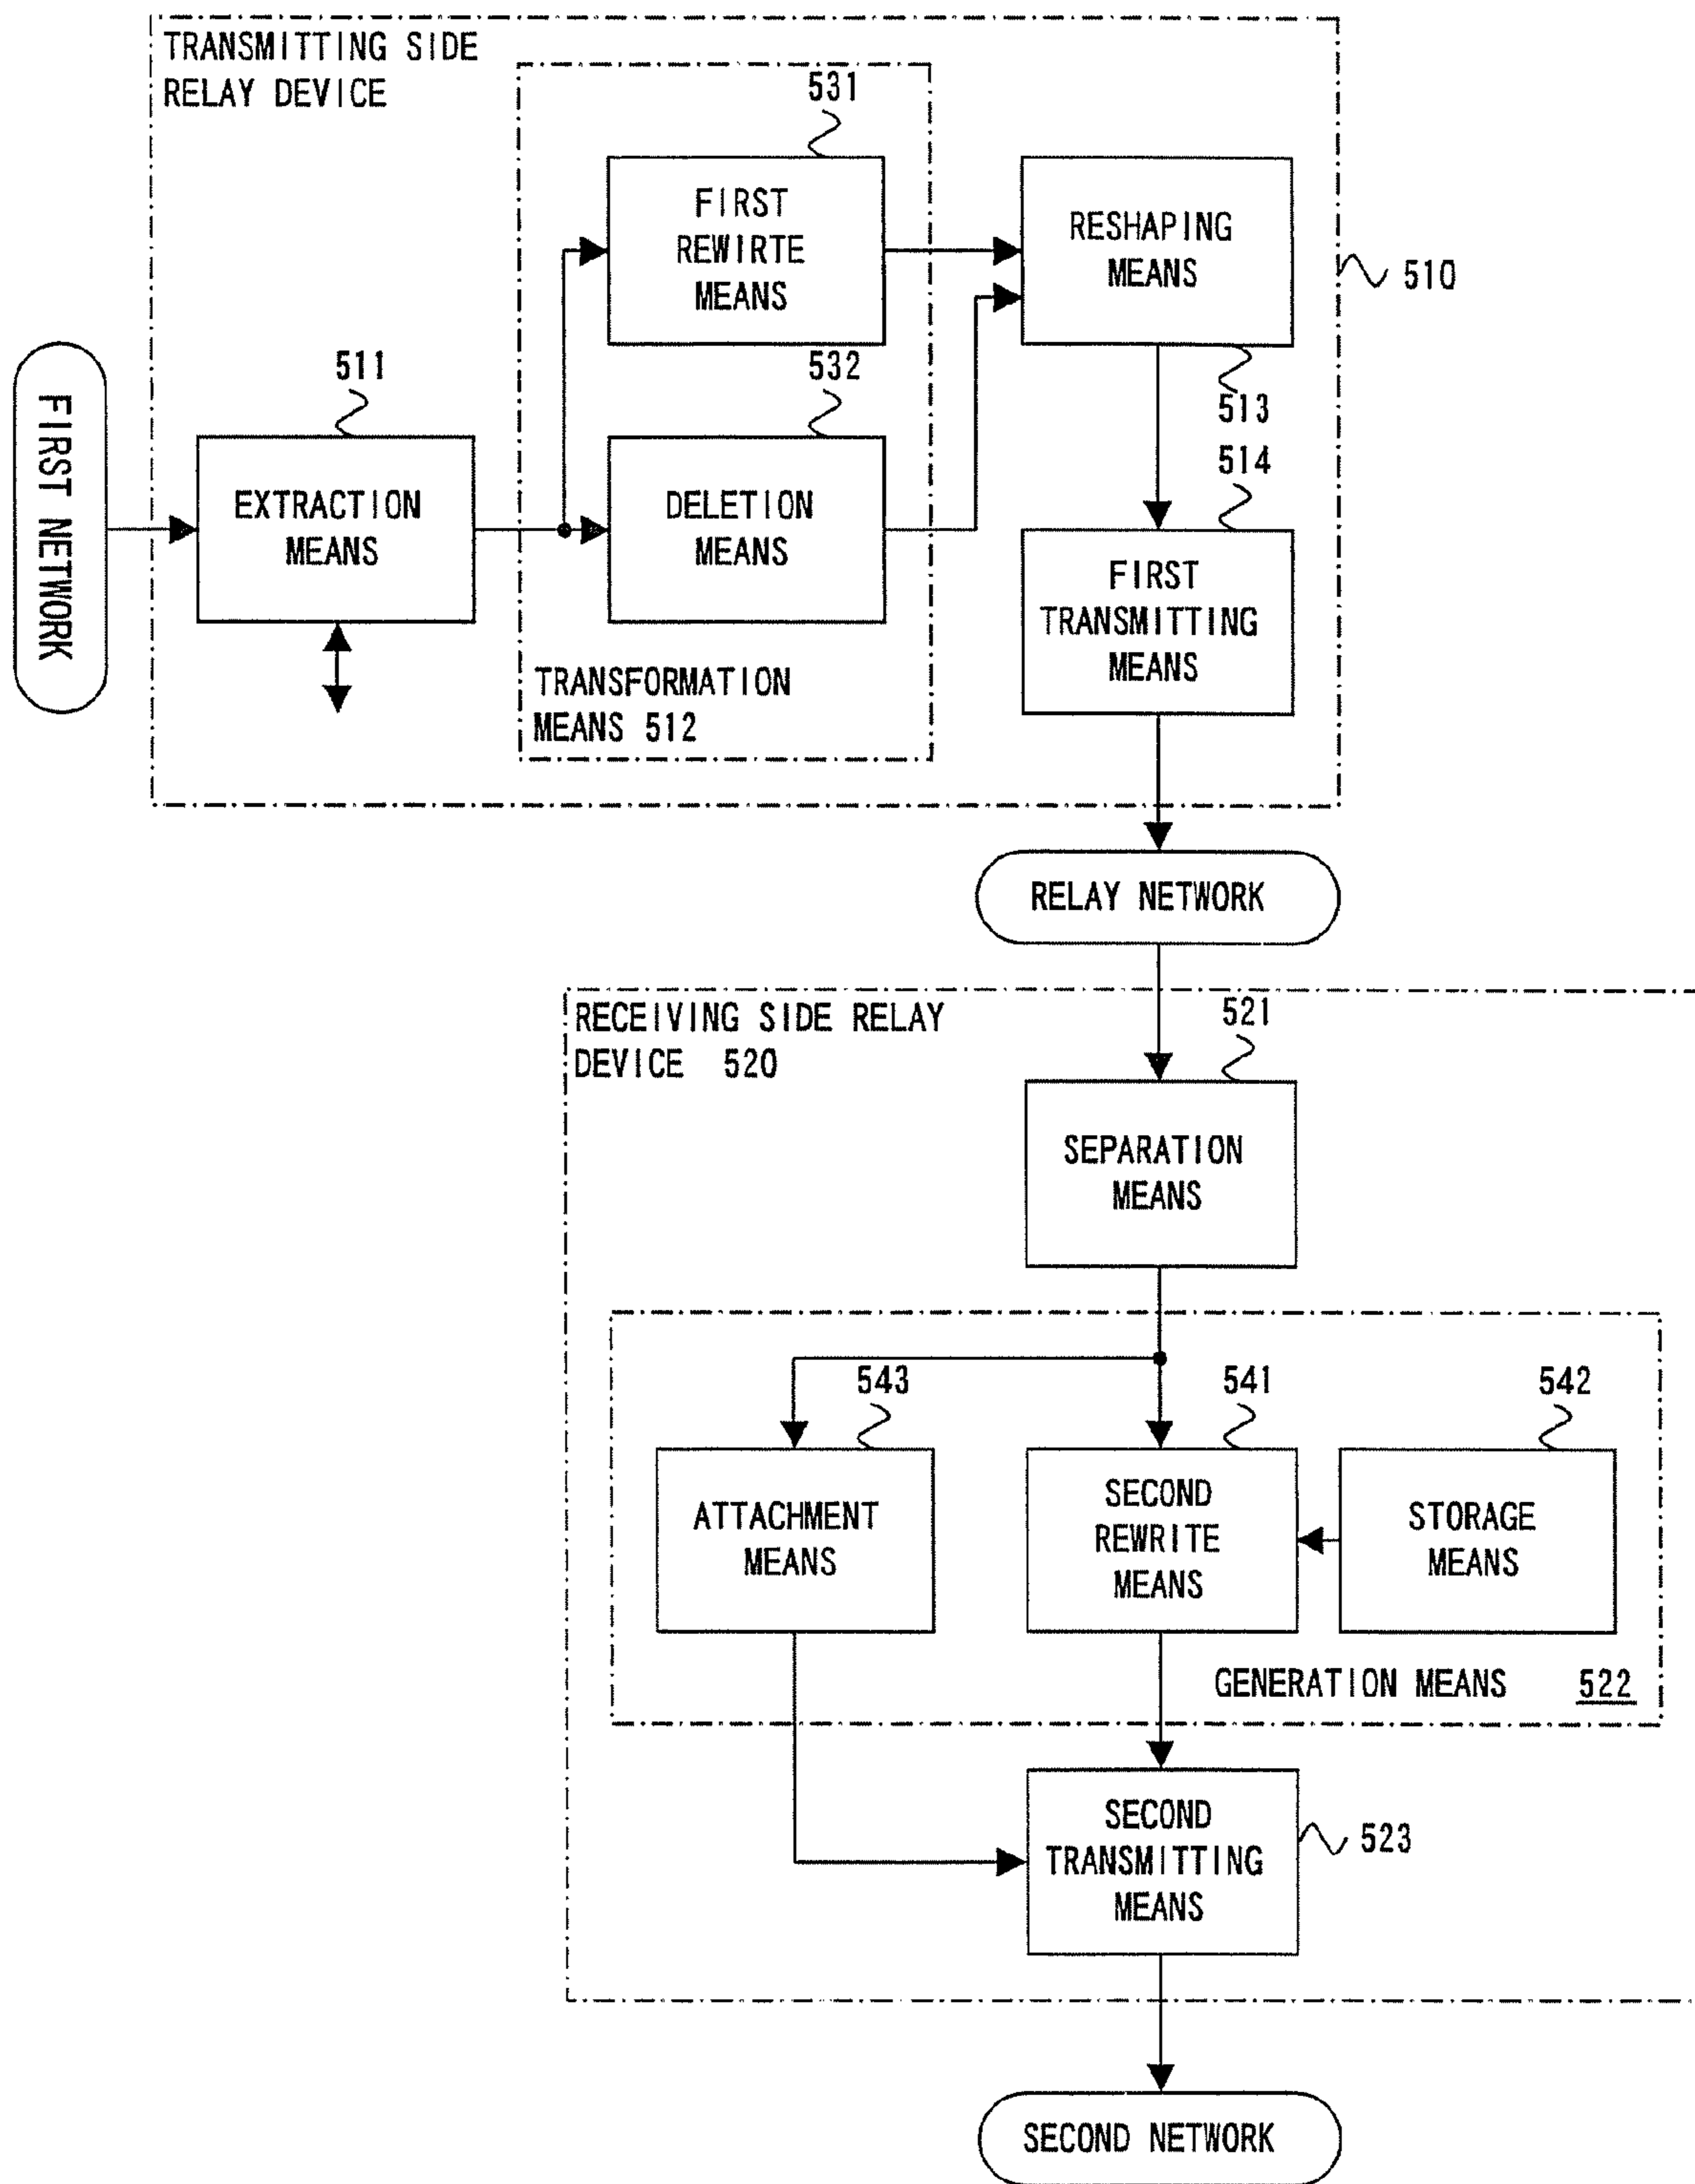 TRANSMITTING SIDE
RELAY DEVICE
531
FIRST
REWIRTE
MEANS
RESHAPING
MEANS
510
532
513
511
FIRST NETWORK
EXTRACTION
MEANS
DELETION
MEANS
514
FIRST
TRANSMITTING
MEANS
TRANSFORMATION
MEANS 512
RELAY NETWORK
RECEIVING SIDE RELAY
DEVICE 520
521
SEPARATION
MEANS
543
541
542
ATTACHMENT
MEANS
SECOND
REWRITE
MEANS
STORAGE
MEANS
GENERATION MEANS 522
SECOND
TRANSMITTING
MEANS
523
SECOND NETWORK